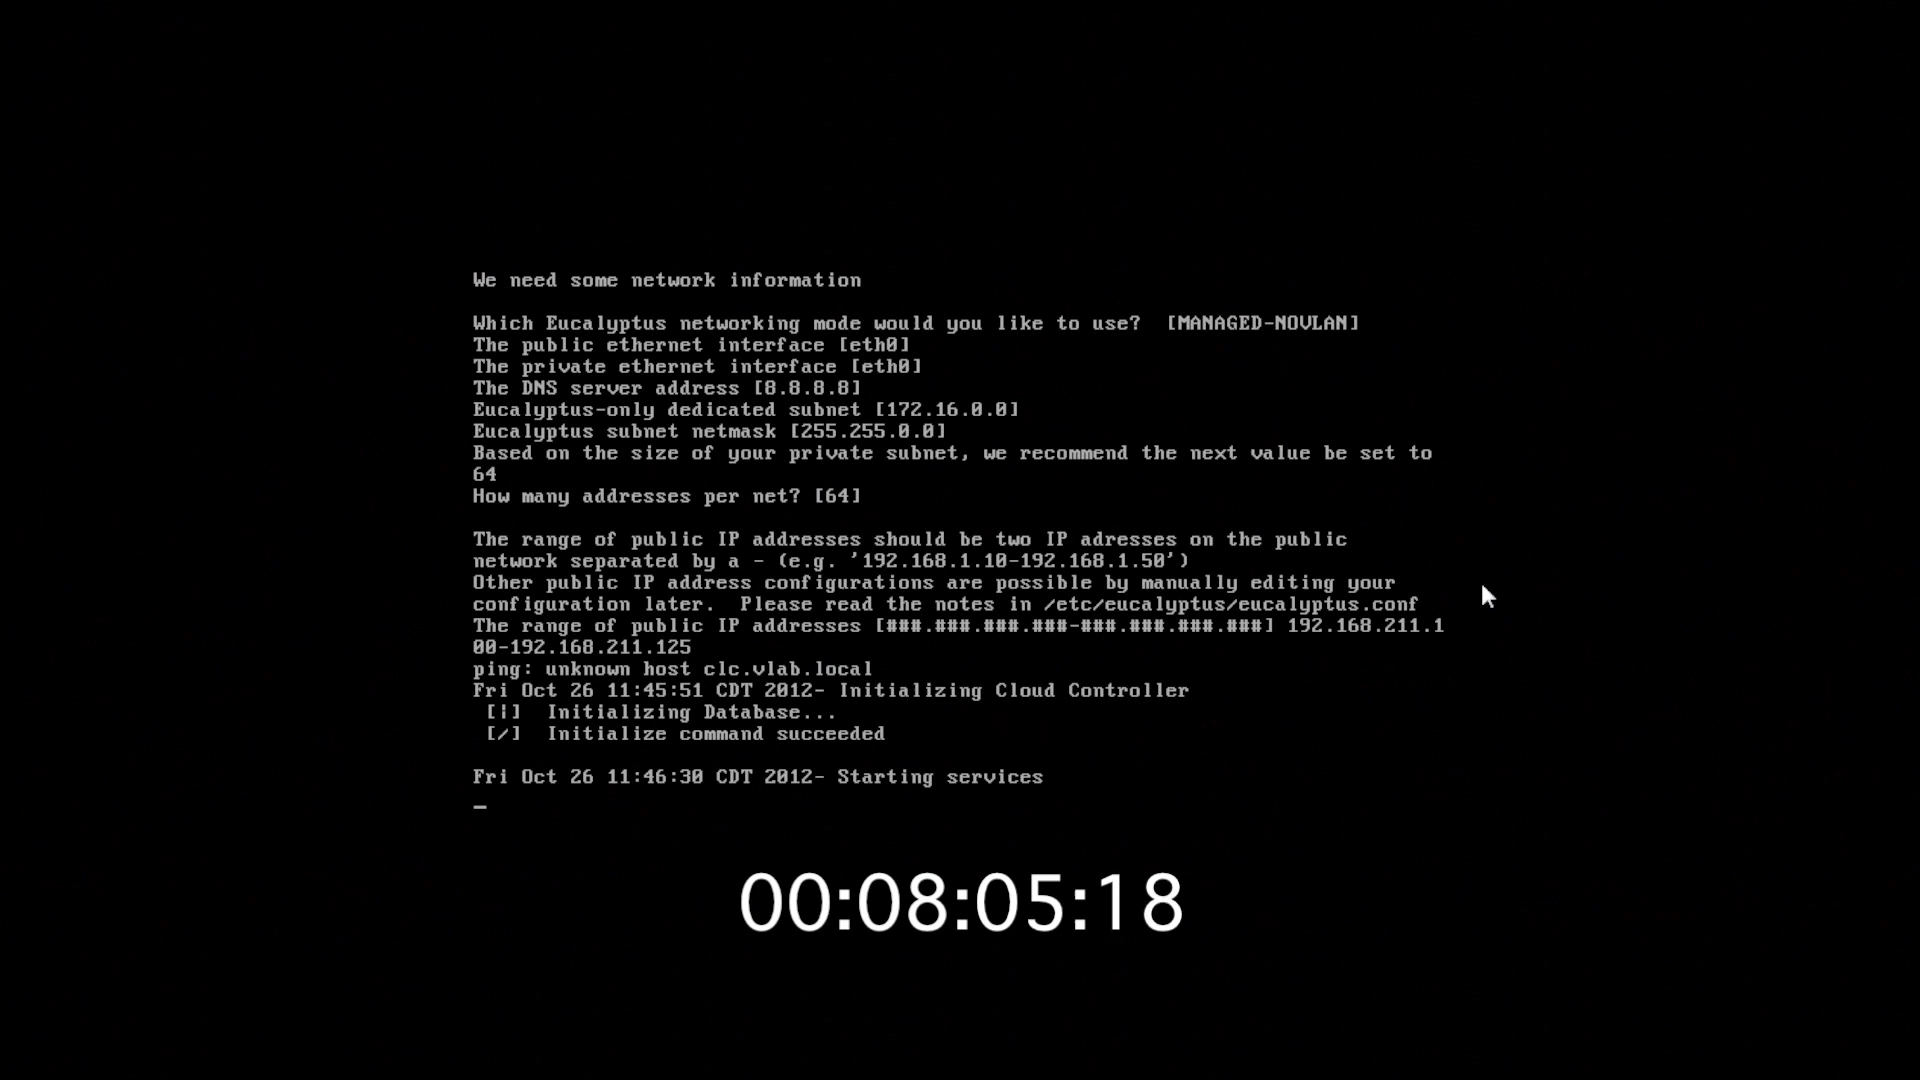 We need some network information
Which Eucalyptus networking mode would you like to use?  [MANAGED-NOVLAN]
The public ethernet interface [eth0]
The private ethernet interface [eth0]
The DNS server address [8.8.8.8]
Eucalyptus-only dedicated subnet [172.16.0.0]
Eucalyptus subnet netmask [255.255.0.0]
Based on the size of your private subnet, we recommend the next value be set to
64
How many addresses per net? [64]
The range of public IP addresses should be two IP adresses on the public
network separated by a - (e.g. '192.168.1.10-192.168.1.50')
Other public IP address configurations are possible by manually editing your
configuration later.  Please read the notes in /etc/eucalyptus/eucalyptus.conf
The range of public IP addresses [###.###.###.###-###.###.###.###] 192.168.211.1
00-192.168.211.125
ping: unknown host clc.vlab.local
Fri Oct 26 11:45:51 CDT 2012- Initializing Cloud Controller
[|]  Initializing Database...
[/]  Initialize command succeeded
Fri Oct 26 11:46:30 CDT 2012- Starting services
_
00:08:05:18